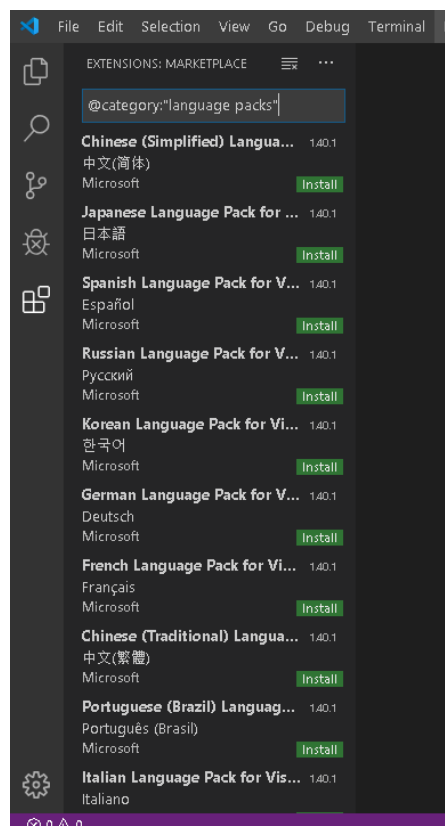 File Edit Selection View Go Debug Terminal
EXTENSIONS: MARKETPLACE
@category:"language packs"
Chinese (Simplified) Langua... 1.40.1
中文(简体)
Microsoft Install
Japanese Language Pack for ... 1.40.1
日本語
Microsoft Install
Spanish Language Pack for V... 1.40.1
Español
Microsoft Install
Russian Language Pack for V... 1.40.1
Русский
Microsoft Install
Korean Language Pack for Vi... 1.40.1
한국어
Microsoft Install
German Language Pack for V... 1.40.1
Deutsch
Microsoft Install
French Language Pack for Vi... 1.40.1
Français
Microsoft Install
Chinese (Traditional) Langua... 1.40.1
中文(繁體)
Microsoft Install
Portuguese (Brazil) Languag... 1.40.1
Português (Brasil)
Microsoft Install
Italian Language Pack for Vis... 1.40.1
Italiano